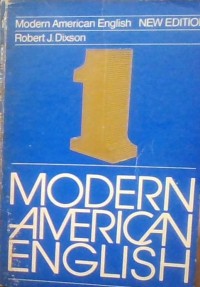 Modern American English NEW EDITION
Robert J. Dixson
1
MODERN
AMERICAN
ENGLISH